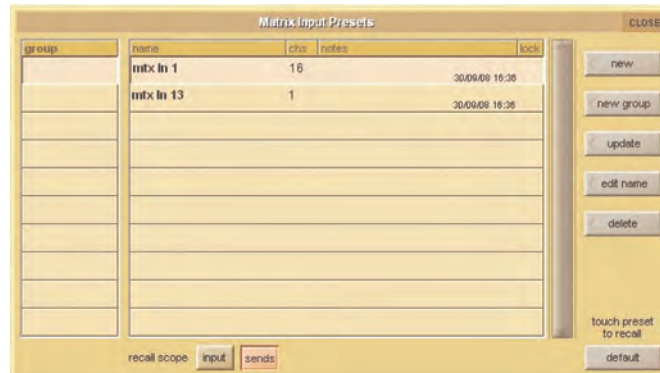 Matrix Input Presets
CLOSE
group
name chs notes lock
mtx In 1 16 30/09/08 16:36
mtx In 13 1 30/09/08 16:36
new
new group
update
edit name
delete
touch preset
to recall
default
recall scope input sends